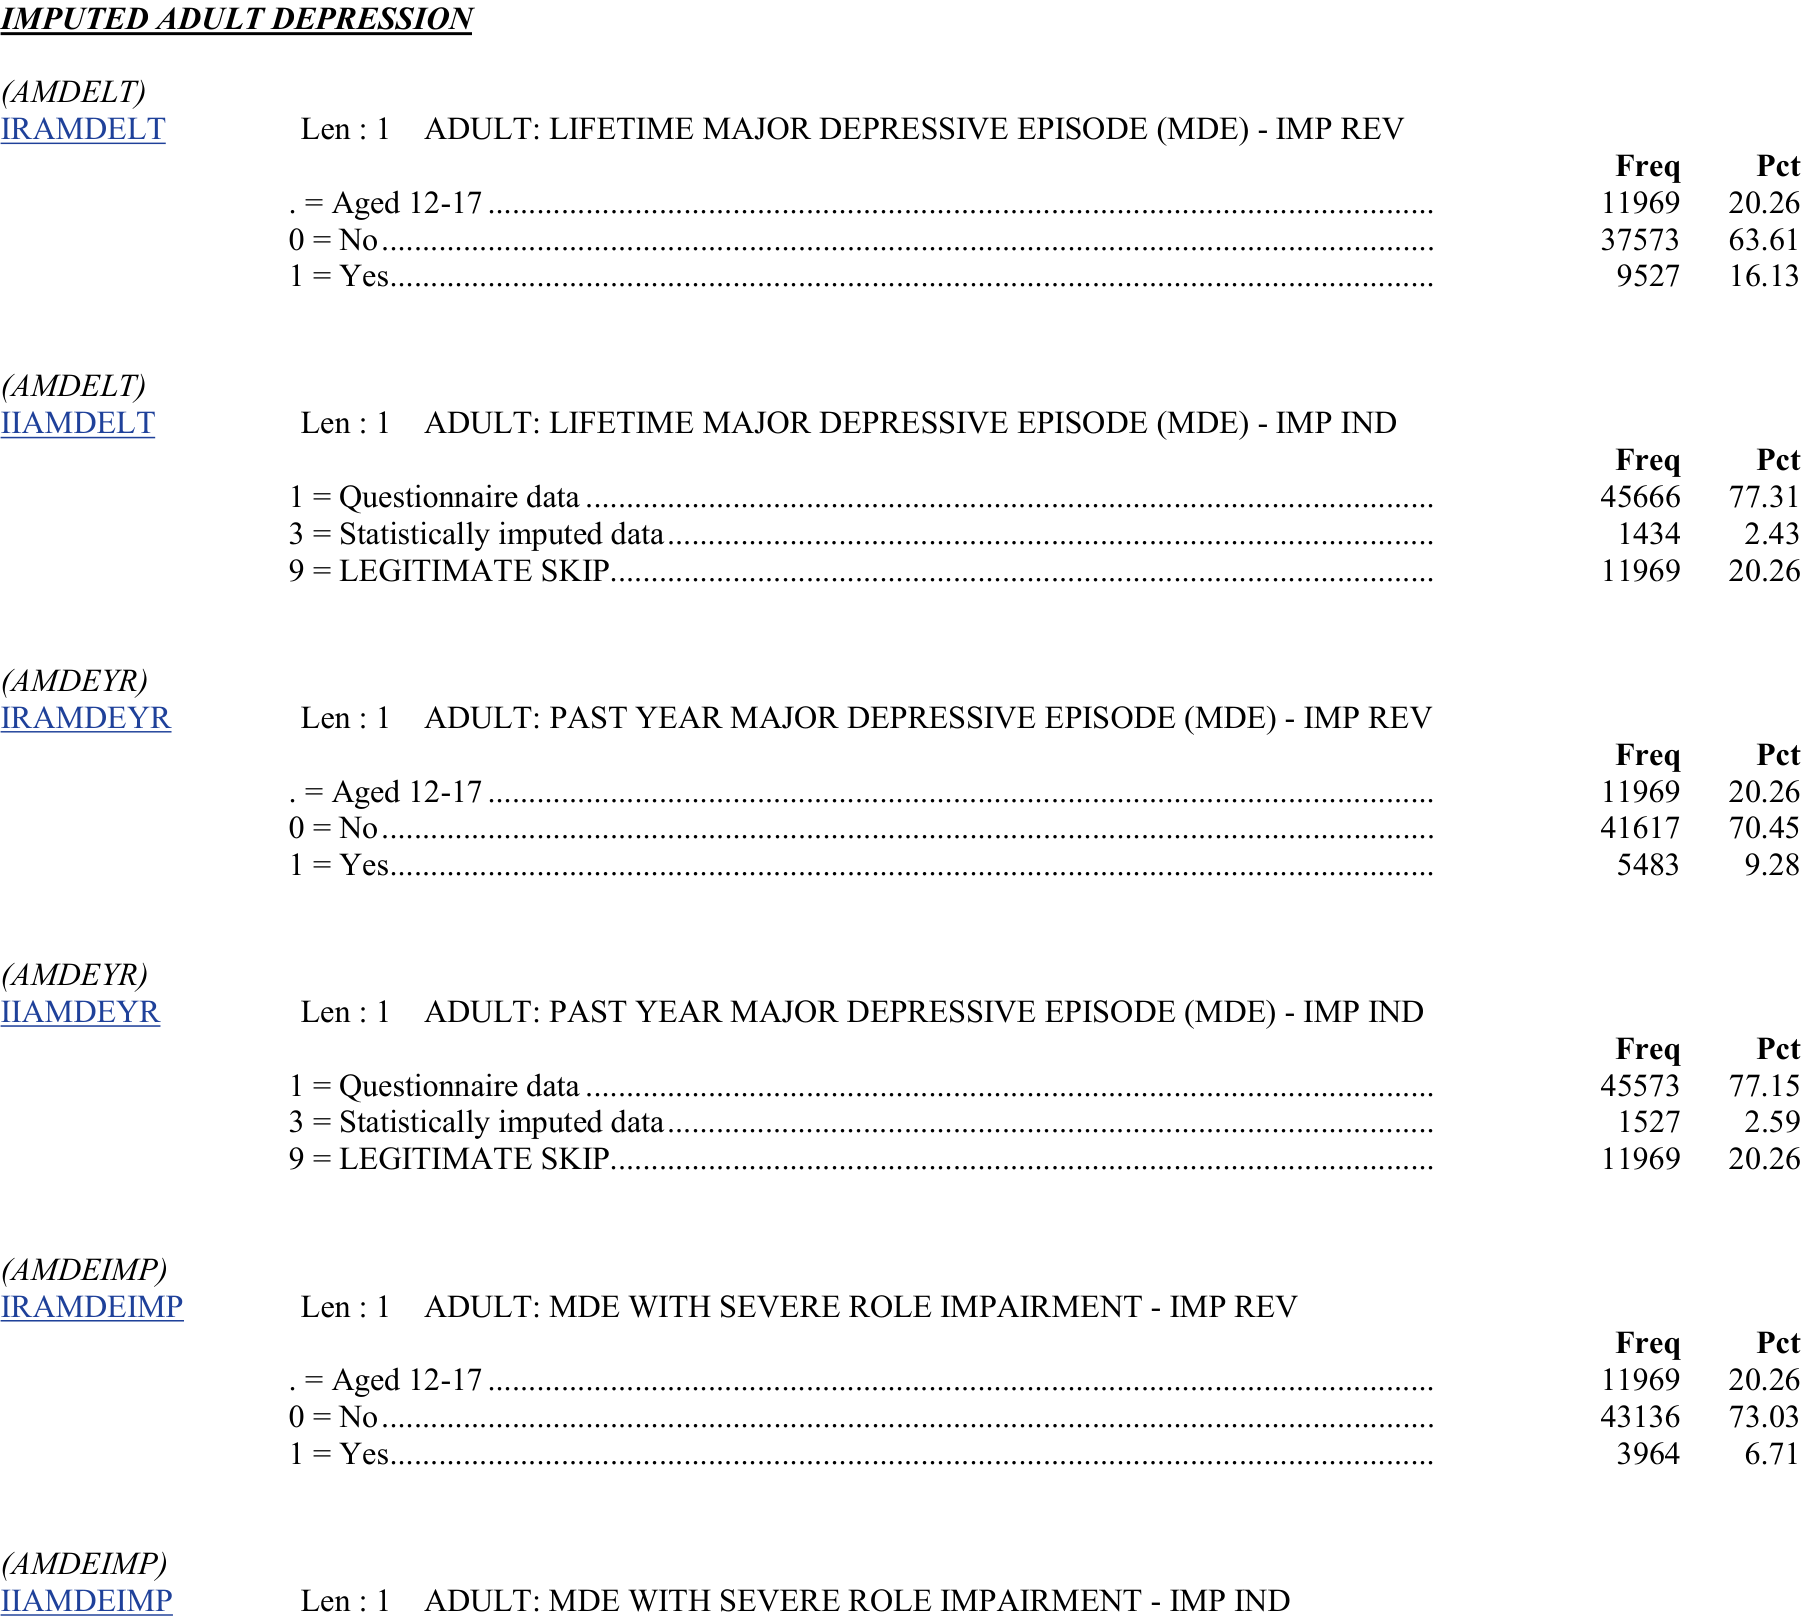 IMPUTED ADULT DEPRESSION
(AMDELT)
IRAMDELT Len : 1 ADULT: LIFETIME MAJOR DEPRESSIVE EPISODE (MDE) - IMP REV
Freq Pct
. = Aged 12-17 ........ 11969 20.26
0 = No ........ 37573 63.61
1 = Yes ........ 9527 16.13
(AMDELT)
IIAMDELT Len : 1 ADULT: LIFETIME MAJOR DEPRESSIVE EPISODE (MDE) - IMP IND
Freq Pct
1 = Questionnaire data ........ 45666 77.31
3 = Statistically imputed data ........ 1434 2.43
9 = LEGITIMATE SKIP ........ 11969 20.26
(AMDEYR)
IRAMDEYR Len : 1 ADULT: PAST YEAR MAJOR DEPRESSIVE EPISODE (MDE) - IMP REV
Freq Pct
. = Aged 12-17 ........ 11969 20.26
0 = No ........ 41617 70.45
1 = Yes ........ 5483 9.28
(AMDEYR)
IIAMDEYR Len : 1 ADULT: PAST YEAR MAJOR DEPRESSIVE EPISODE (MDE) - IMP IND
Freq Pct
1 = Questionnaire data ........ 45573 77.15
3 = Statistically imputed data ........ 1527 2.59
9 = LEGITIMATE SKIP ........ 11969 20.26
(AMDEIMP)
IRAMDEIMP Len : 1 ADULT: MDE WITH SEVERE ROLE IMPAIRMENT - IMP REV
Freq Pct
. = Aged 12-17 ........ 11969 20.26
0 = No ........ 43136 73.03
1 = Yes ........ 3964 6.71
(AMDEIMP)
IIAMDEIMP Len : 1 ADULT: MDE WITH SEVERE ROLE IMPAIRMENT - IMP IND